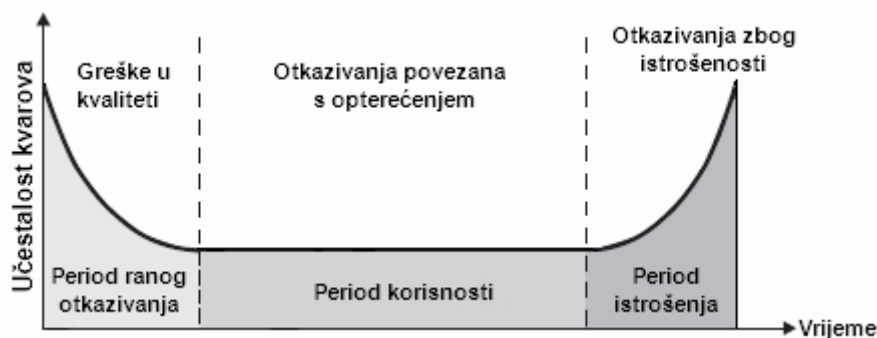 Učestalost kvarova
Greške u
kvaliteti
Otkazivanja povezana
s opterećenjem
Otkazivanja zbog
istrošenosti
Period ranog
otkazivanja
Period korisnosti
Period
istrošenja
Vrijeme